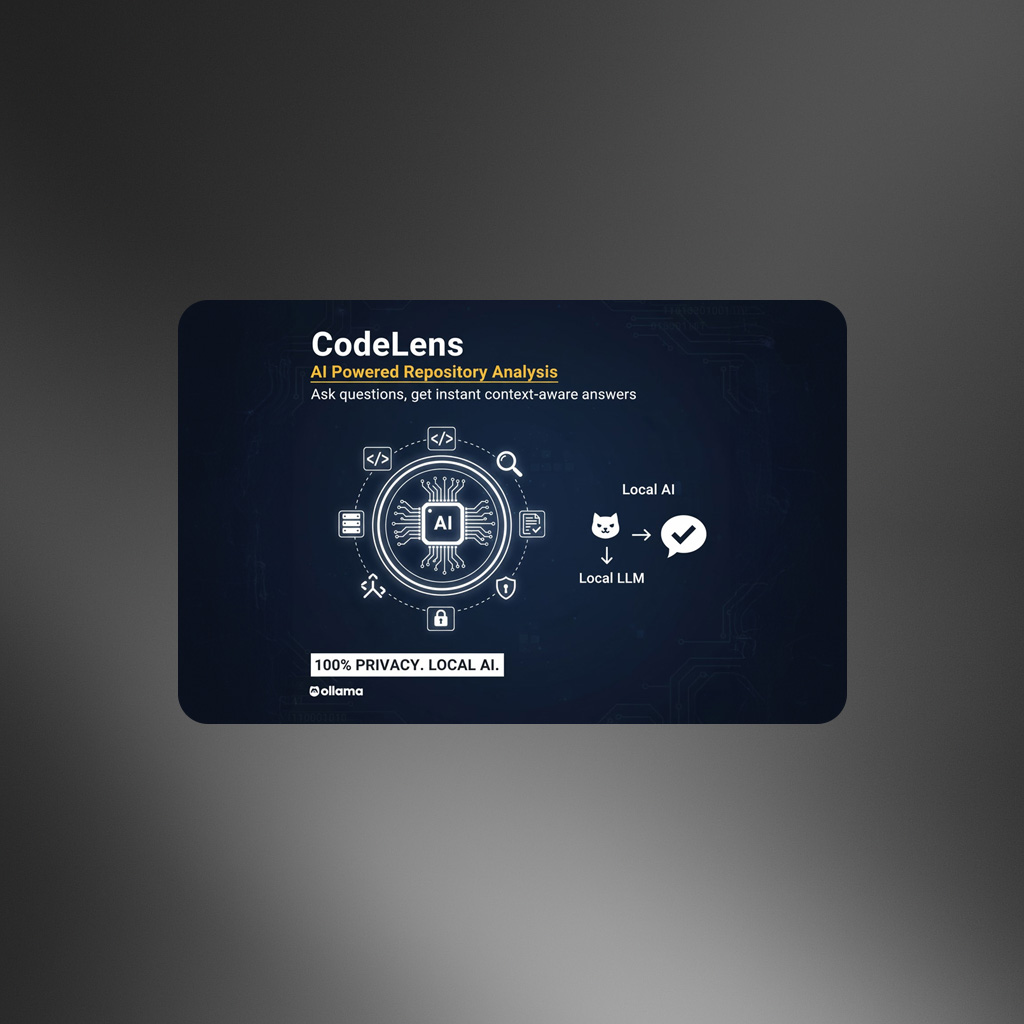 CodeLens
AI Powered Repository Analysis
Ask questions, get instant context-aware answers
</>
</>
AI
Local AI
Local LLM
100% PRIVACY. LOCAL AI.
ollama